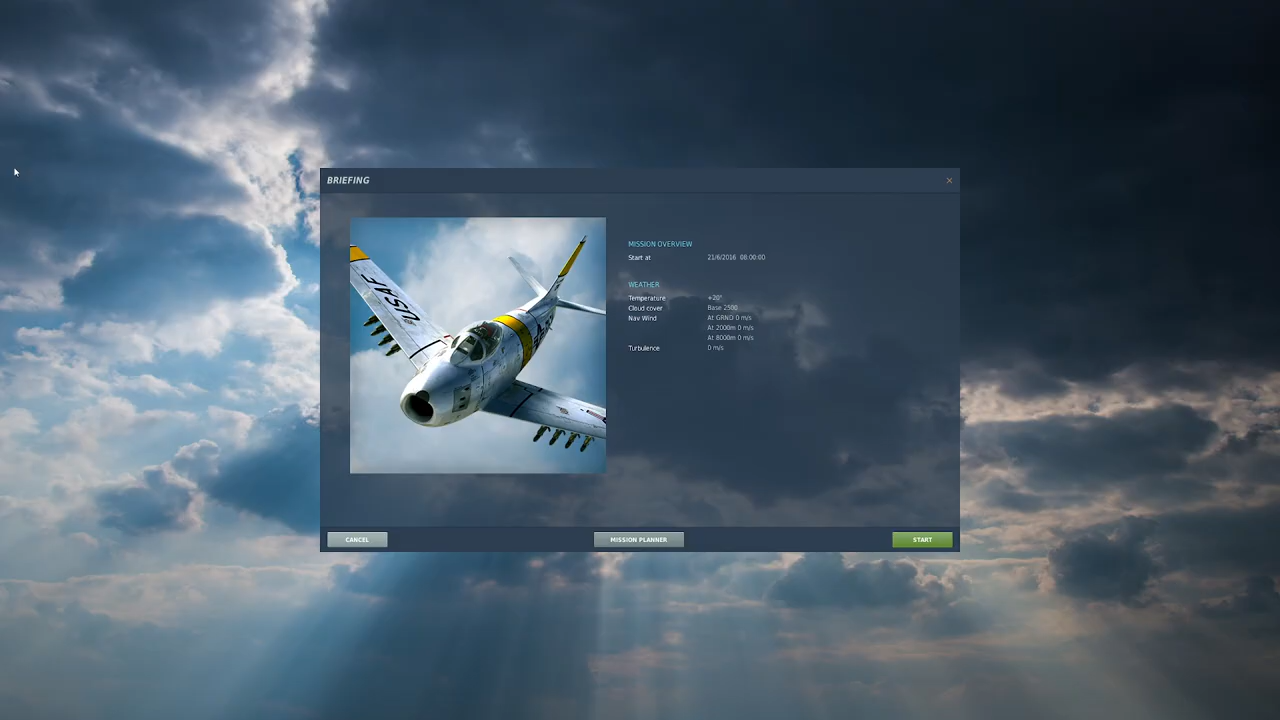 BRIEFING
USAF
MISSION OVERVIEW
Start at 21/6/2016 08:00:00
WEATHER
Temperature +20°
Cloud cover Base 2500
Nav Wind At GRND 0 m/s
At 2000m 0 m/s
At 8000m 0 m/s
Turbulence 0 m/s
CANCEL MISSION PLANNER START